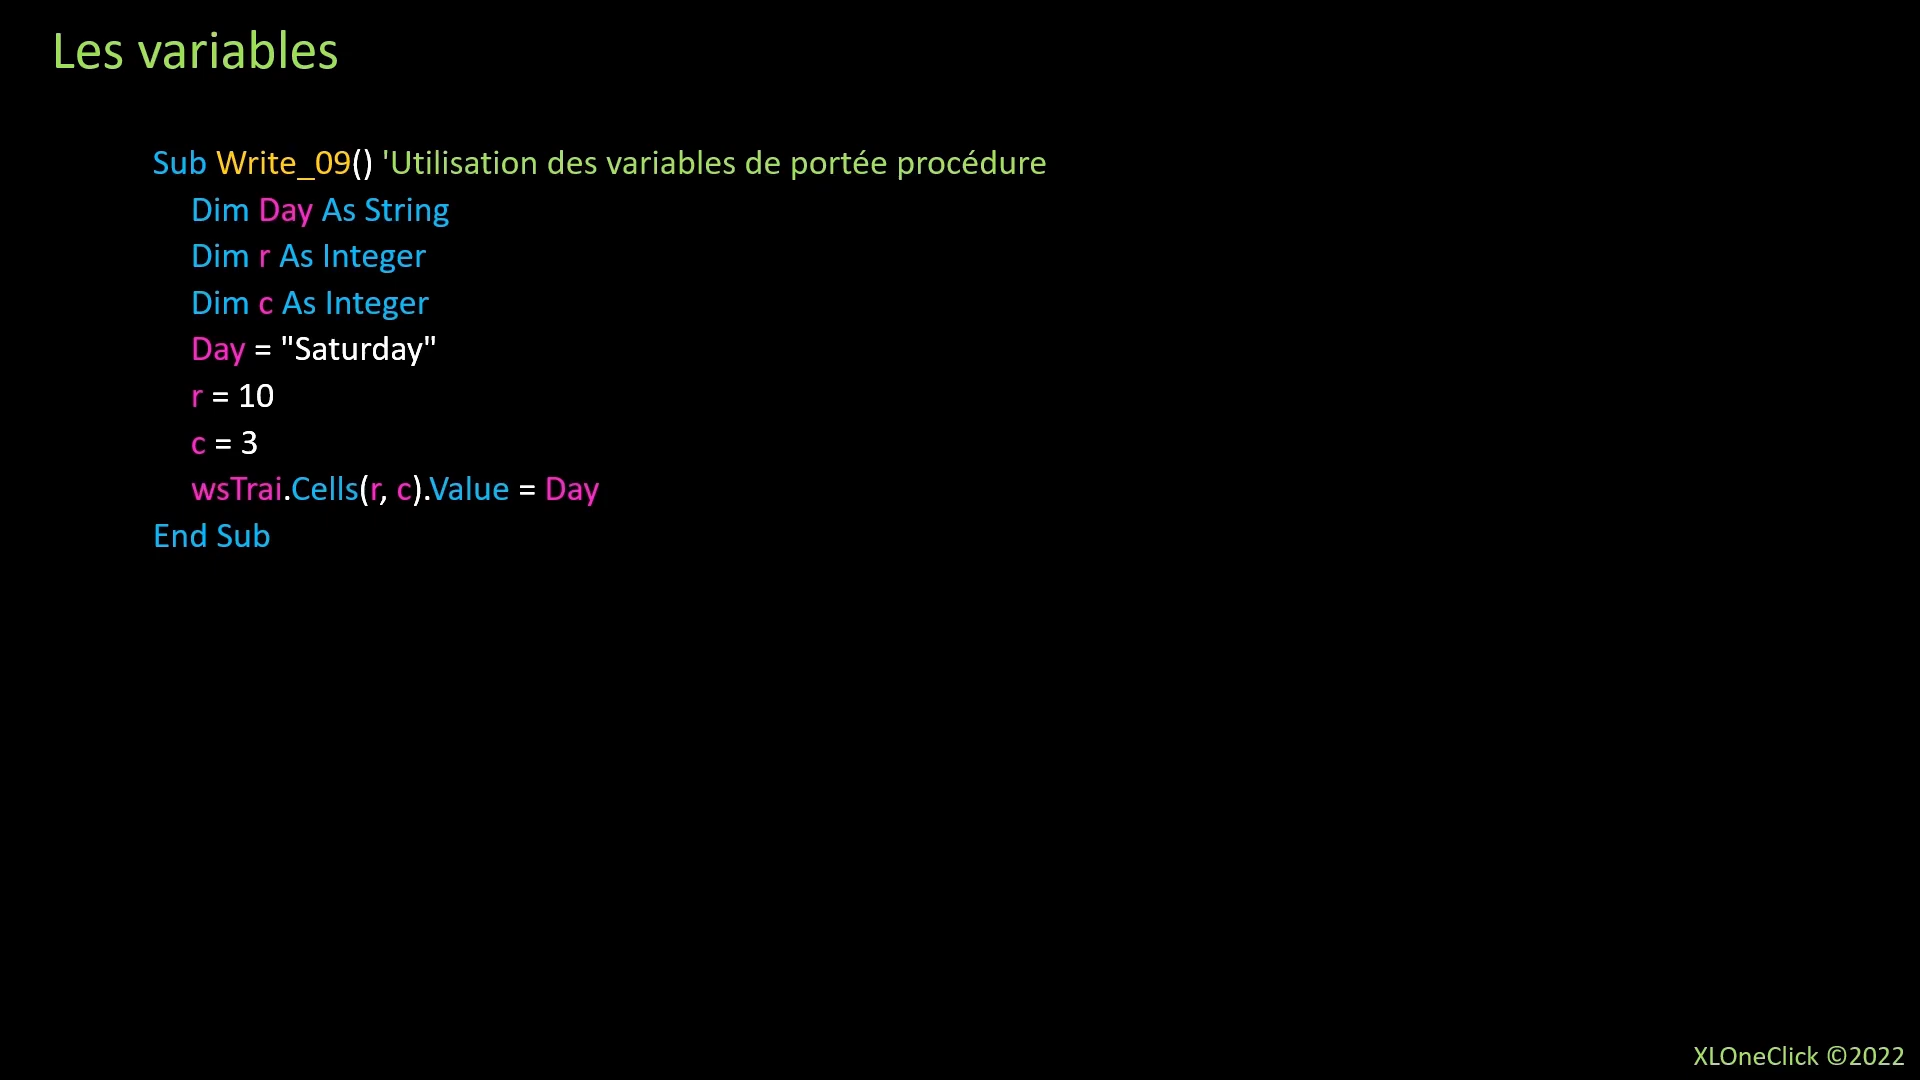 Les variables
Sub Write_09() 'Utilisation des variables de portée procédure
Dim Day As String
Dim r As Integer
Dim c As Integer
Day = "Saturday"
r = 10
c = 3
wsTrai.Cells(r, c).Value = Day
End Sub
XLOneClick ©2022